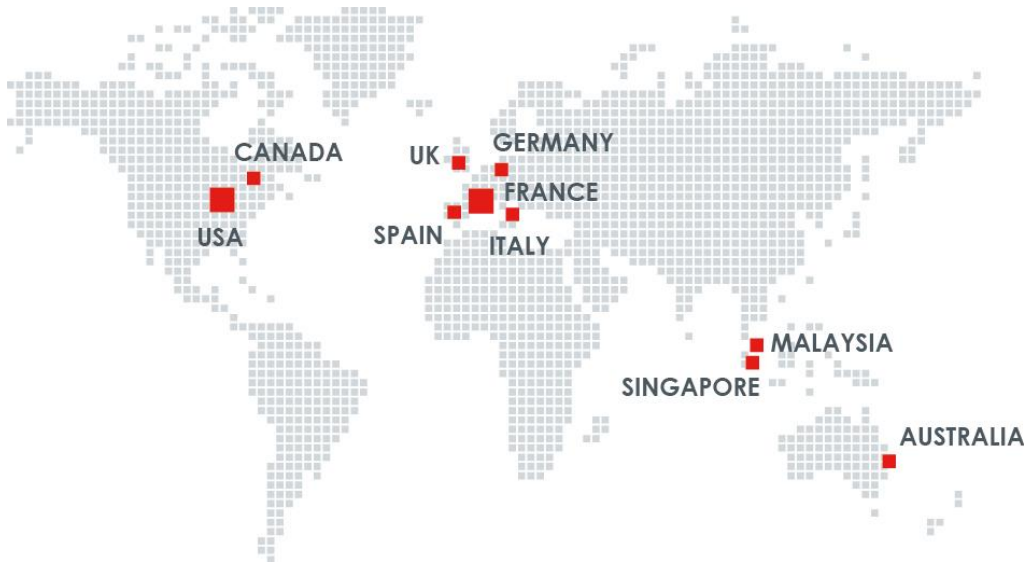 CANADA
USA
UK
GERMANY
FRANCE
SPAIN
ITALY
MALAYSIA
SINGAPORE
AUSTRALIA